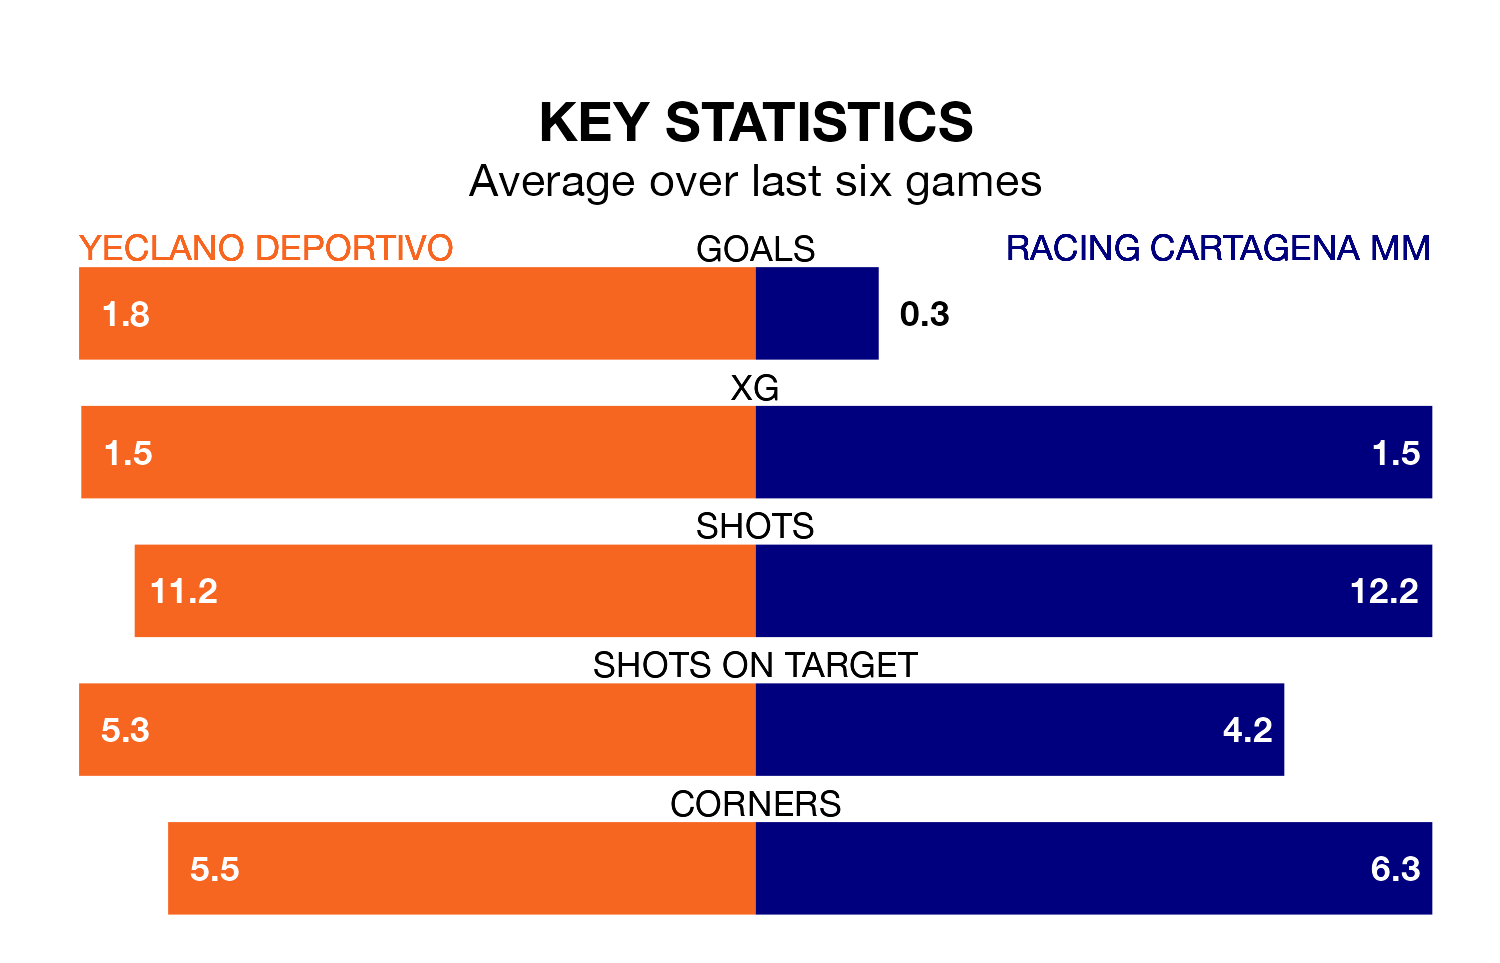 KEY STATISTICS
Average over last six games
YECLANO DEPORTIVO GOALS RACING CARTAGENA MM
1.8 0.3
XG
1.5 1.5
SHOTS
11.2 12.2
SHOTS ON TARGET
5.3 4.2
CORNERS
5.5 6.3